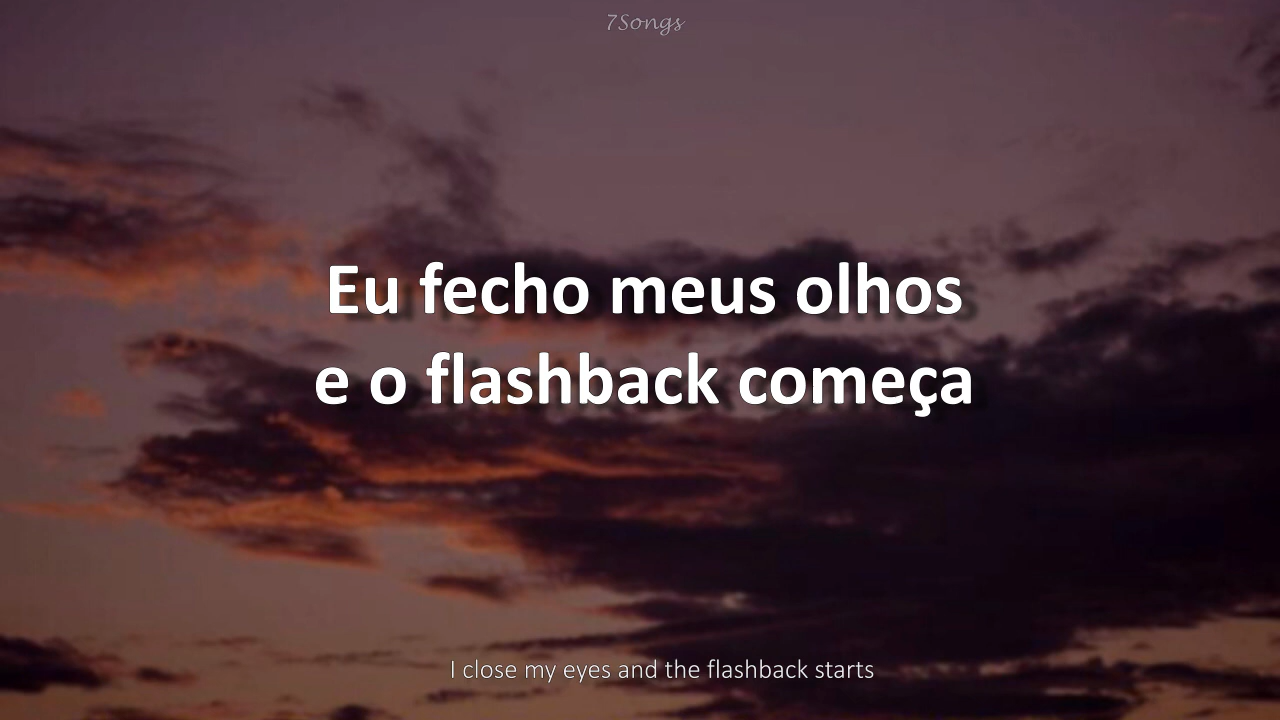 7Songs
Eu fecho meus olhos
e o flashback começa
I close my eyes and the flashback starts